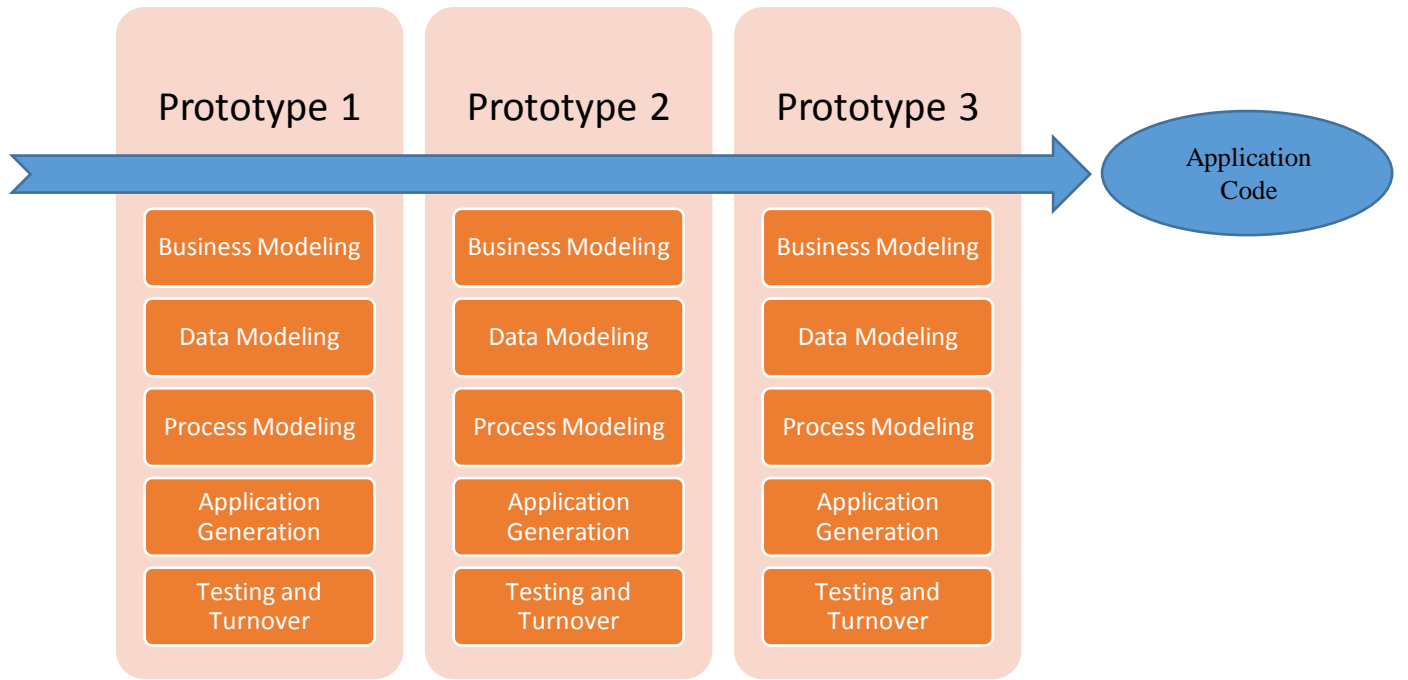 Prototype 1
Business Modeling
Data Modeling
Process Modeling
Application
Generation
Testing and
Turnover
Prototype 2
Business Modeling
Data Modeling
Process Modeling
Application
Generation
Testing and
Turnover
Prototype 3
Business Modeling
Data Modeling
Process Modeling
Application
Generation
Testing and
Turnover
Application
Code